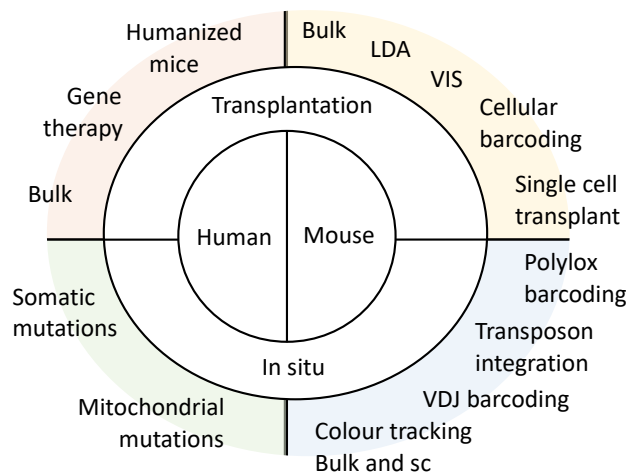 Humanized
mice
Bulk
LDA
VIS
Gene
therapy
Transplantation
Cellular
barcoding
Bulk
Single cell
transplant
Human
Mouse
Polylox
barcoding
Somatic
mutations
Transposon
integration
In situ
VDJ barcoding
Mitochondrial
mutations
Colour tracking
Bulk and sc